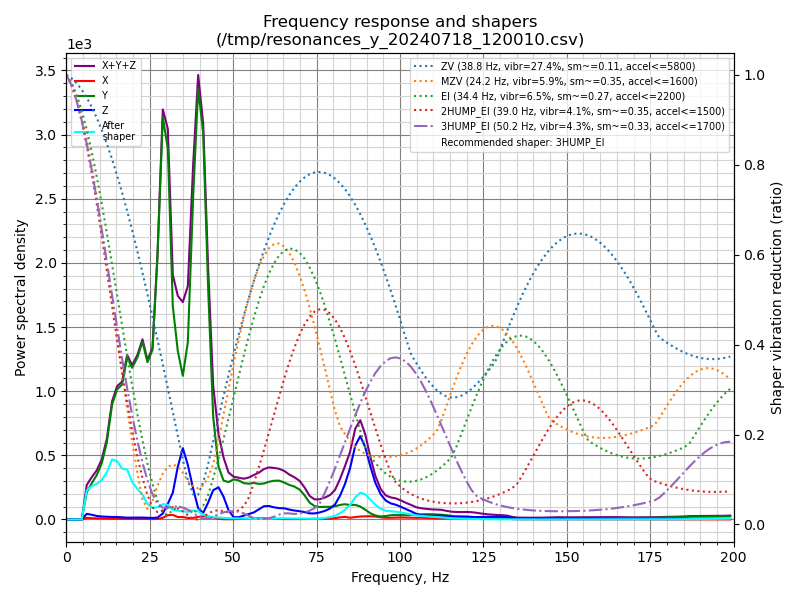 Frequency response and shapers
(/tmp/resonances_y_20240718_120010.csv)
1e3
X+Y+Z
X
Y
Z
After
shaper
ZV (38.8 Hz, vibr=27.4%, sm~=0.11, accel<=5800)
MZV (24.2 Hz, vibr=5.9%, sm~=0.35, accel<=1600)
EI (34.4 Hz, vibr=6.5%, sm~=0.27, accel<=2200)
2HUMP_EI (39.0 Hz, vibr=4.1%, sm~=0.35, accel<=1500)
3HUMP_EI (50.2 Hz, vibr=4.3%, sm~=0.33, accel<=1700)
Recommended shaper: 3HUMP_EI
3.5
3.0
2.5
2.0
1.5
1.0
0.5
0.0
Power spectral density
1.0
0.8
0.6
0.4
0.2
0.0
Shaper vibration reduction (ratio)
0 25 50 75 100 125 150 175 200
Frequency, Hz